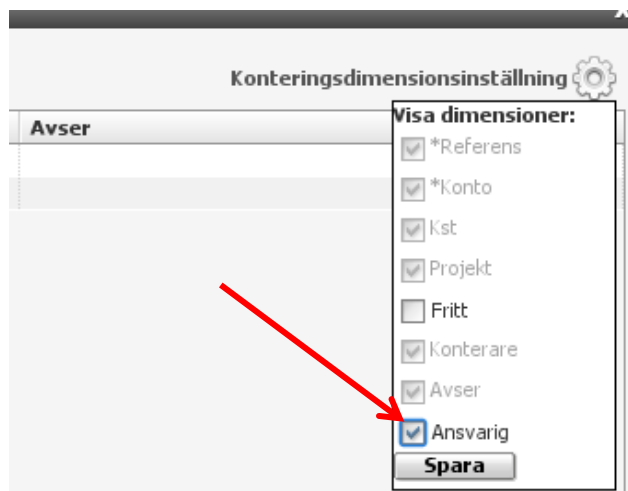 Konteringsdimensionsinställning
Avser
Visa dimensioner:
*Referens
*Konto
Kst
Projekt
Fritt
Konterare
Avser
Ansvarig
Spara